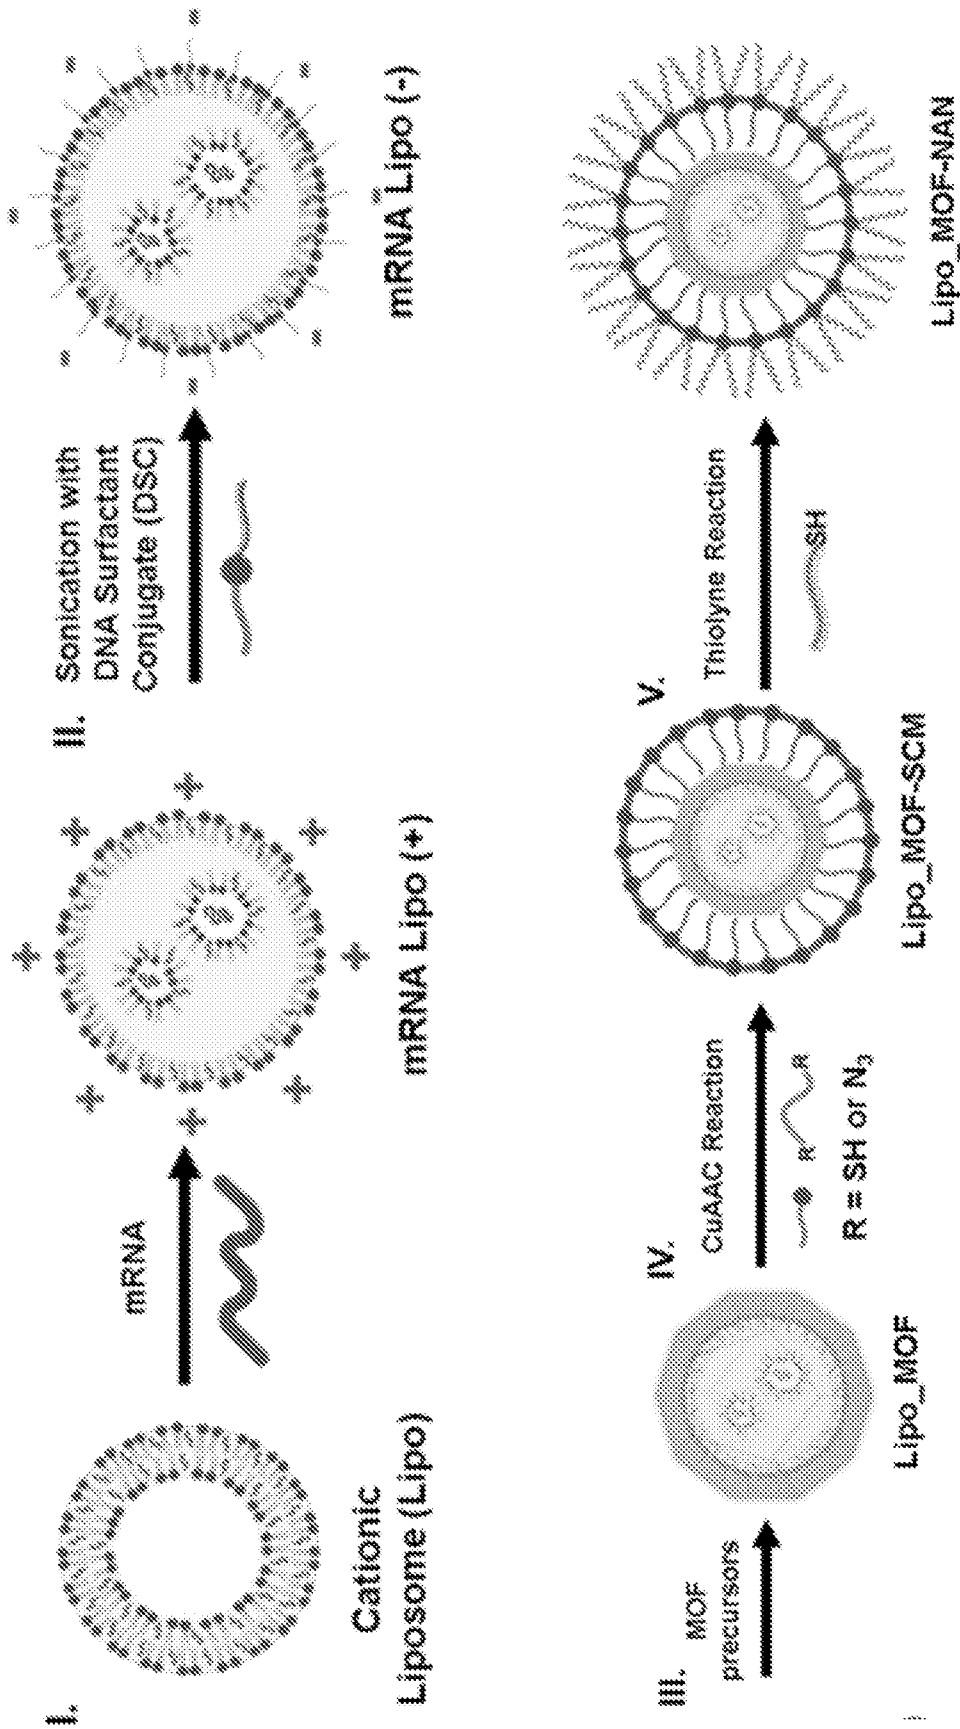 I.
Cationic
Liposome (Lipo)
mRNA
mRNA Lipo (+)
II.
Sonication with
DNA Surfactant
Conjugate (DSC)
mRNA Lipo (-)
III.
MOF
precursors
Lipo_MOF
IV.
CuAAC Reaction
R
R
R = SH or N3
Lipo_MOF-SCM
V.
Thiolyne Reaction
SH
Lipo_MOF-NAN